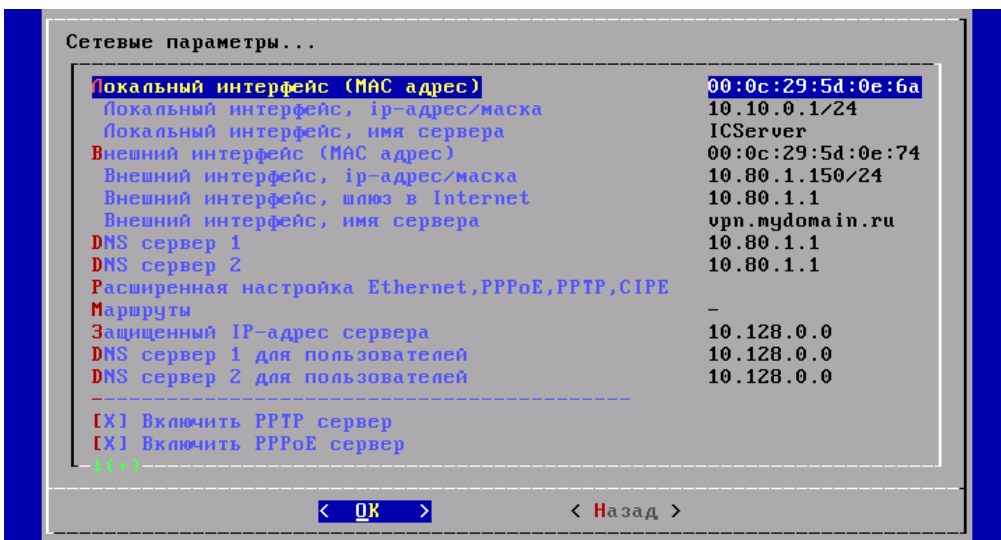 Сетевые параметры...
Локальный интерфейс (MAC адрес) 00:0c:29:5d:0e:6a
Локальный интерфейс, ip-адрес/маска 10.10.0.1/24
Локальный интерфейс, имя сервера ICServer
Внешний интерфейс (MAC адрес) 00:0c:29:5d:0e:74
Внешний интерфейс, ip-адрес/маска 10.80.1.150/24
Внешний интерфейс, шлюз в Internet 10.80.1.1
Внешний интерфейс, имя сервера vpn.mydomain.ru
DNS сервер 1 10.80.1.1
DNS сервер 2 10.80.1.1
Расширенная настройка Ethernet,PPPoE,PPTP,CIPE
Маршруты -
Защищенный IP-адрес сервера 10.128.0.0
DNS сервер 1 для пользователей 10.128.0.0
DNS сервер 2 для пользователей 10.128.0.0
[X] Включить PPTP сервер
[X] Включить PPPoE сервер
↓(+)
< OK > < Назад >